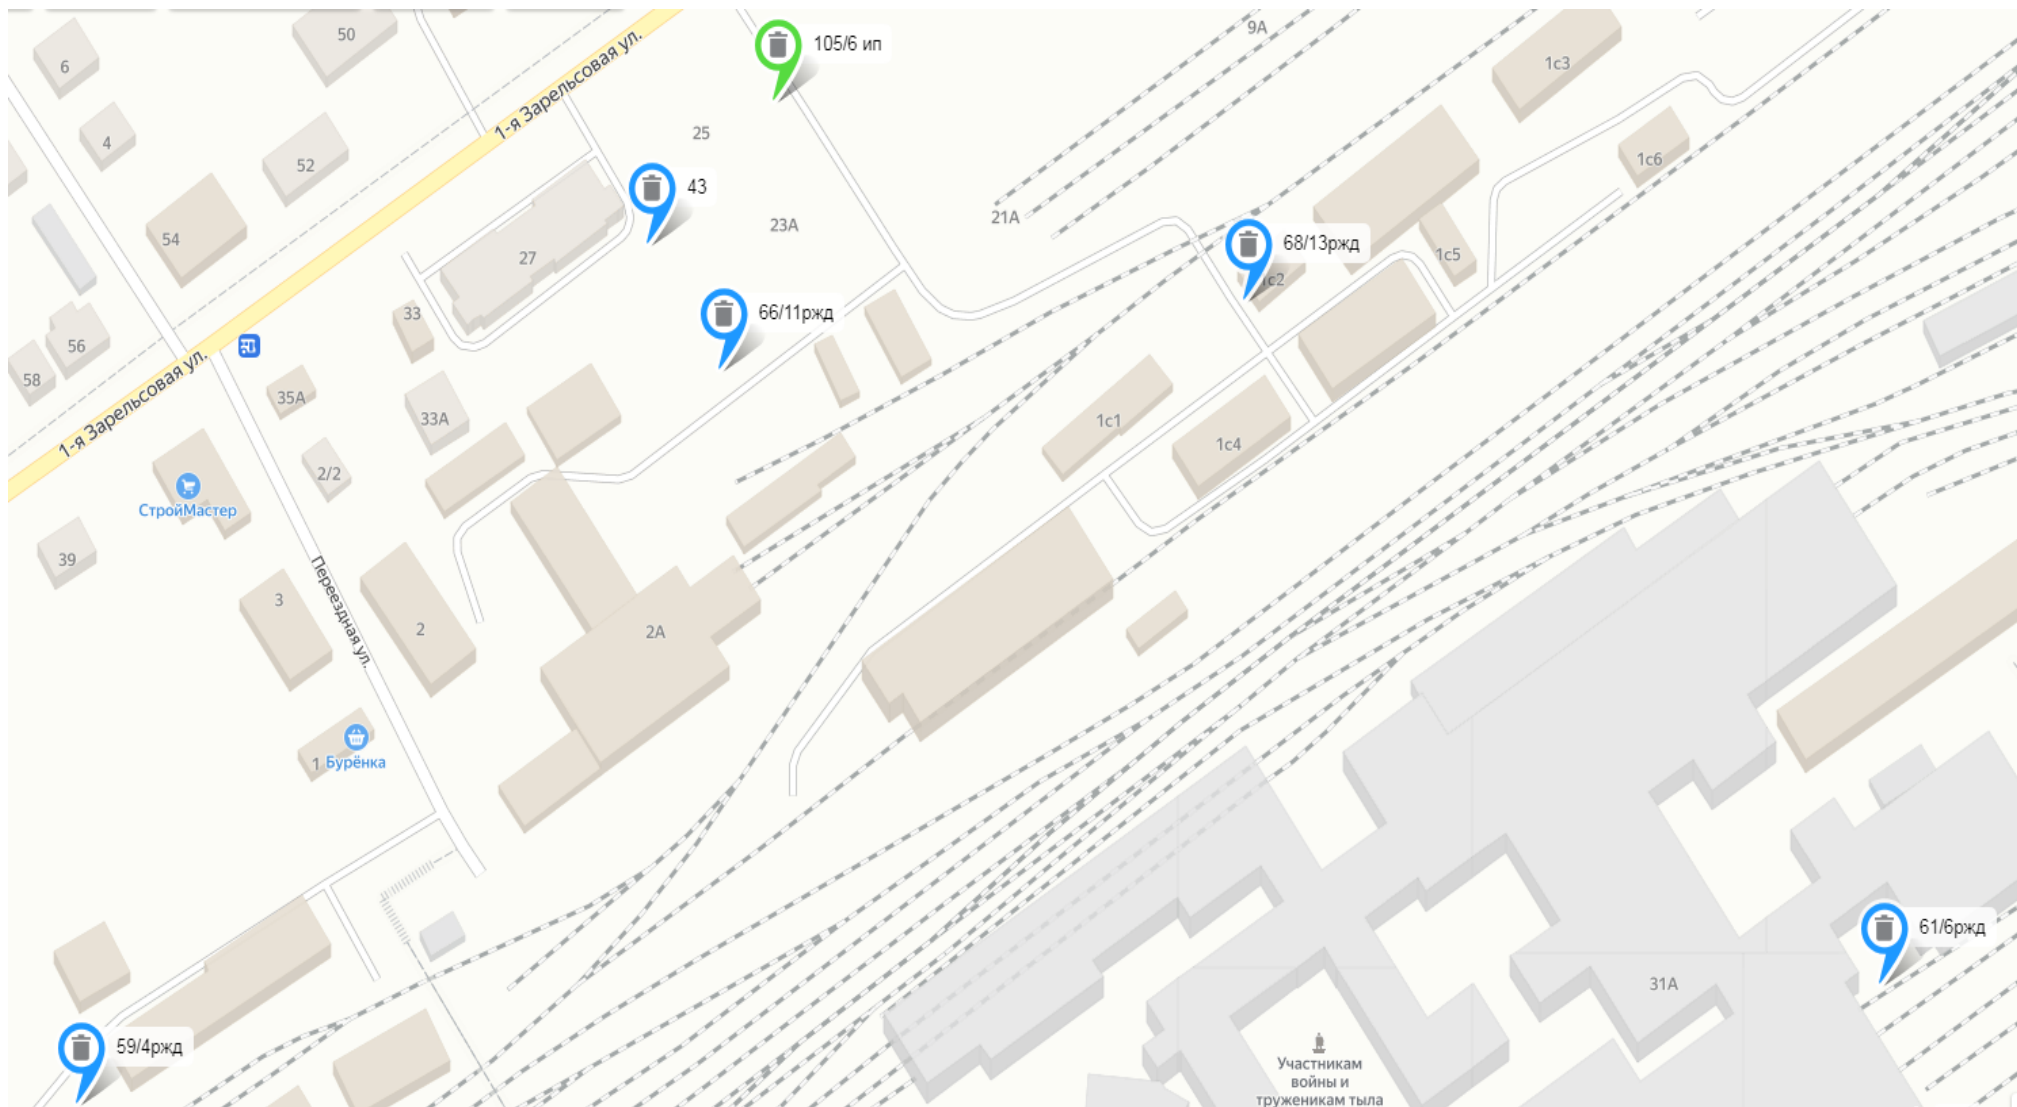 50
6
4
52
54
56
58
1-я Зарельсовая ул.
105/6 ип
25
43
23А
27
33
66/11ржд
21А
9А
1с3
1с6
68/13ржд
1с5
1с2
1-я Зарельсовая ул.
35А
33А
2/2
СтройМастер
39
3
Переездная ул.
2
2А
1с1
1с4
1
Бурёнка
59/4ржд
61/6ржд
31А
Участникам
войны и
труженикам тыла